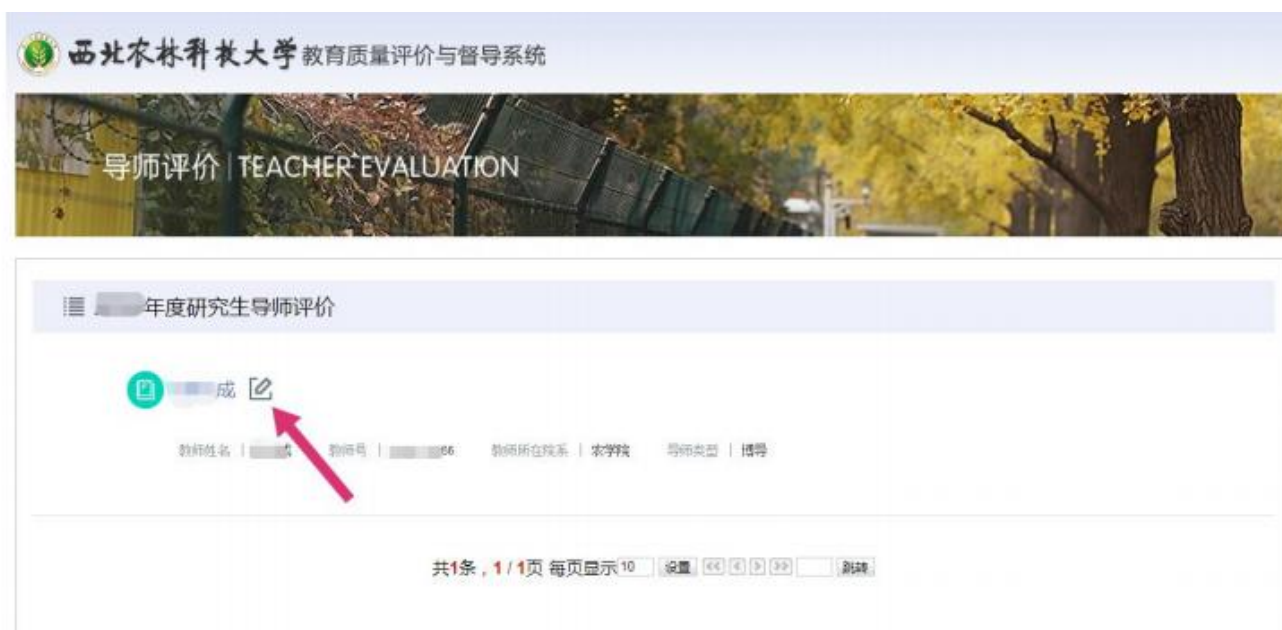 西北农林科技大学教育质量评价与督导系统
导师评价 | TEACHER EVALUATION
年度研究生导师评价
成
教师姓名 | 教师号 | 66 教师所在院系 | 农学院 导师类型 | 博导
共1条，1 / 1页 每页显示 10 设置 << < > >> 跳转